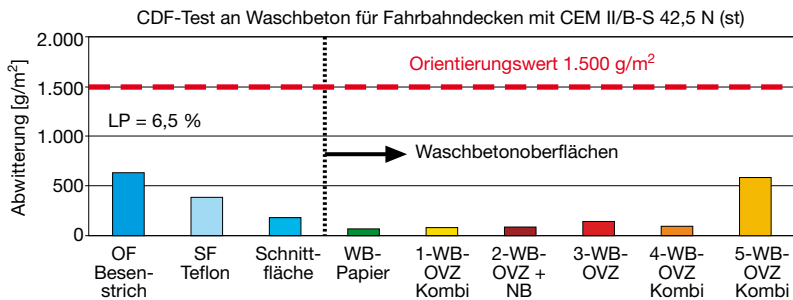 CDF-Test an Waschbeton für Fahrbahndecken mit CEM II/B-S 42,5 N (st)
Abwitterung [g/m²]
2.000
1.500
1.000
500
0
Orientierungswert 1.500 g/m²
LP = 6,5 %
Waschbetonoberflächen
OF
Besen-
strich
SF
Teflon
Schnitt-
fläche
WB-
Papier
1-WB-
OVZ
Kombi
2-WB-
OVZ +
NB
3-WB-
OVZ
4-WB-
OVZ
Kombi
5-WB-
OVZ
Kombi